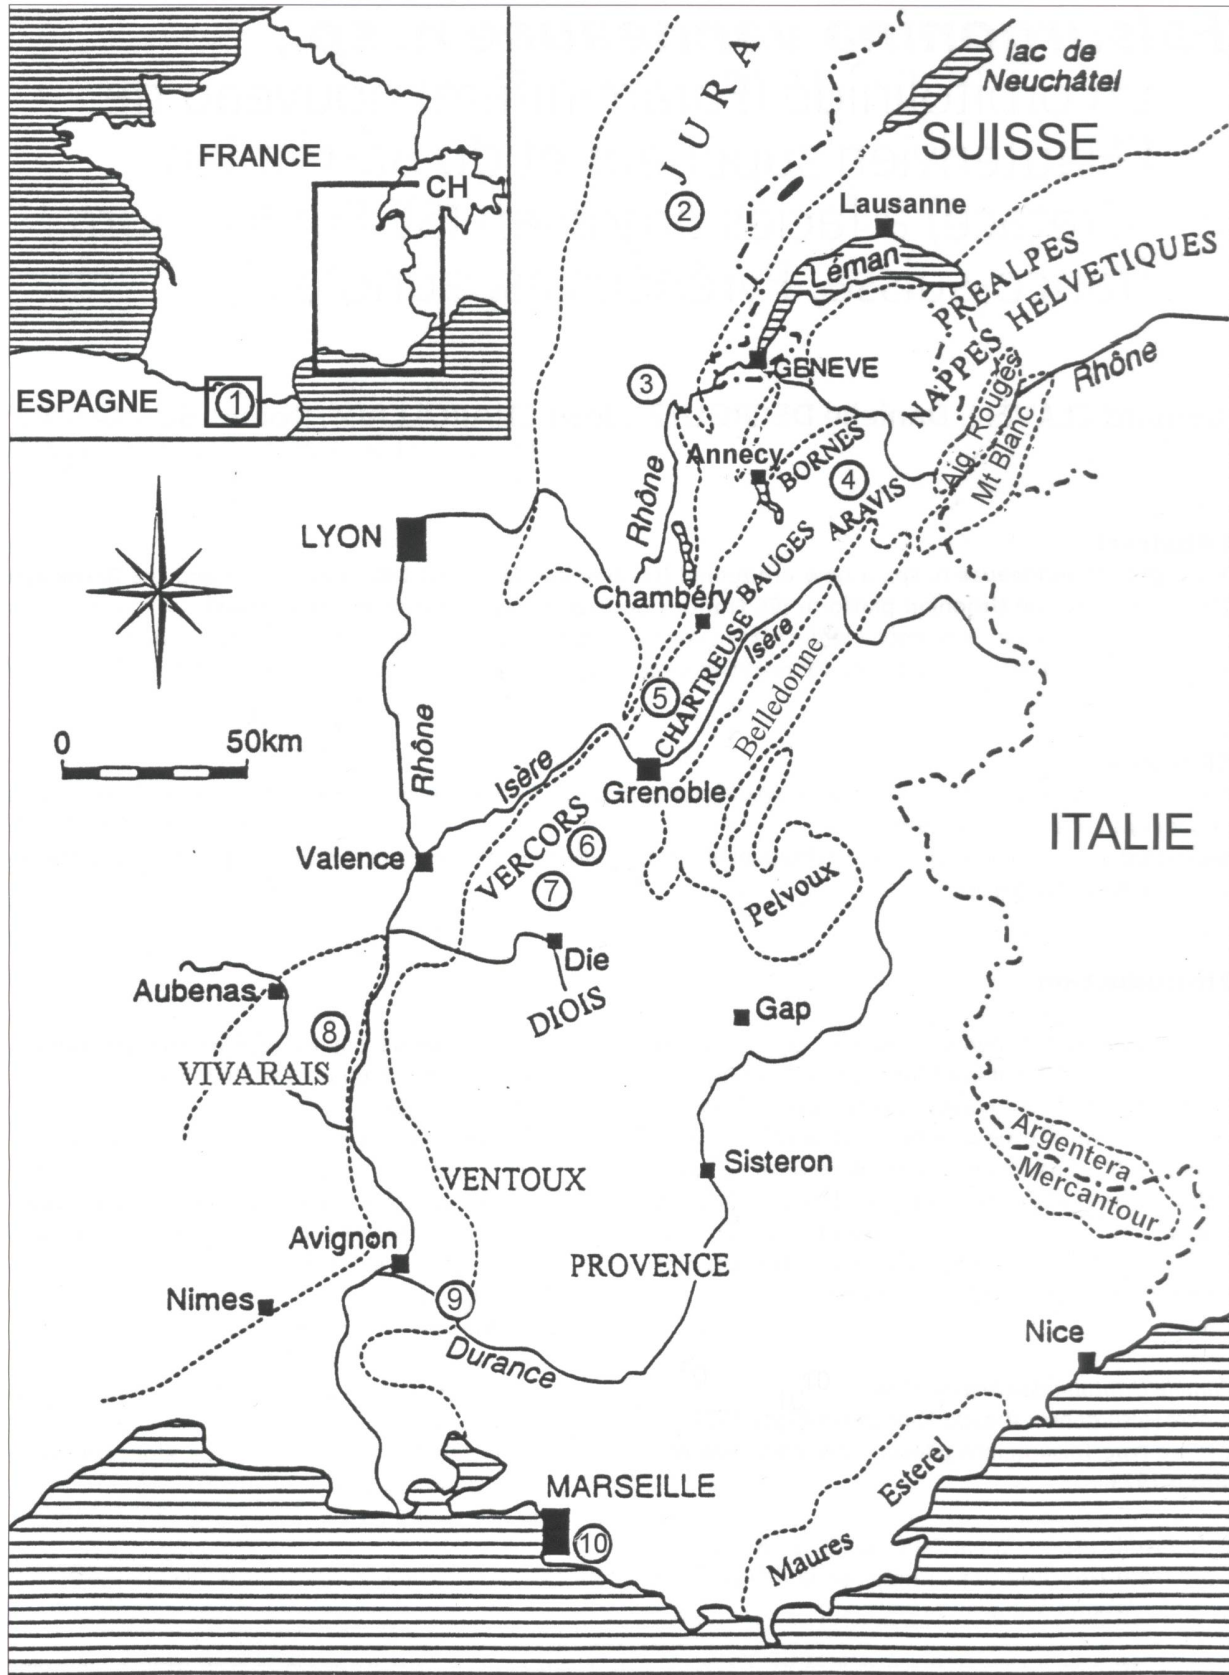 FRANCE
CH
ESPAGNE
1
JURA
lac de
Neuchâtel
SUISSE
2
Lausanne
Léman
PREALPES
NAPPES HELVETIQUES
3
GENEVE
Rhône
Aig. Rouges
Mt Blanc
Annecy
BORNES
4
ARAVIS
Rhône
LYON
BAUGES
Chambéry
CHARTREUSE
Isère
5
Belledonne
0
50km
Rhône
Isère
Grenoble
ITALIE
VERCORS
6
Valence
7
Pelvoux
Die
Aubenas
DIOIS
Gap
8
VIVARAIS
Argentera
Mercantour
Sisteron
VENTOUX
Avignon
PROVENCE
Nimes
9
Durance
Nice
MARSEILLE
10
Esterel
Maures